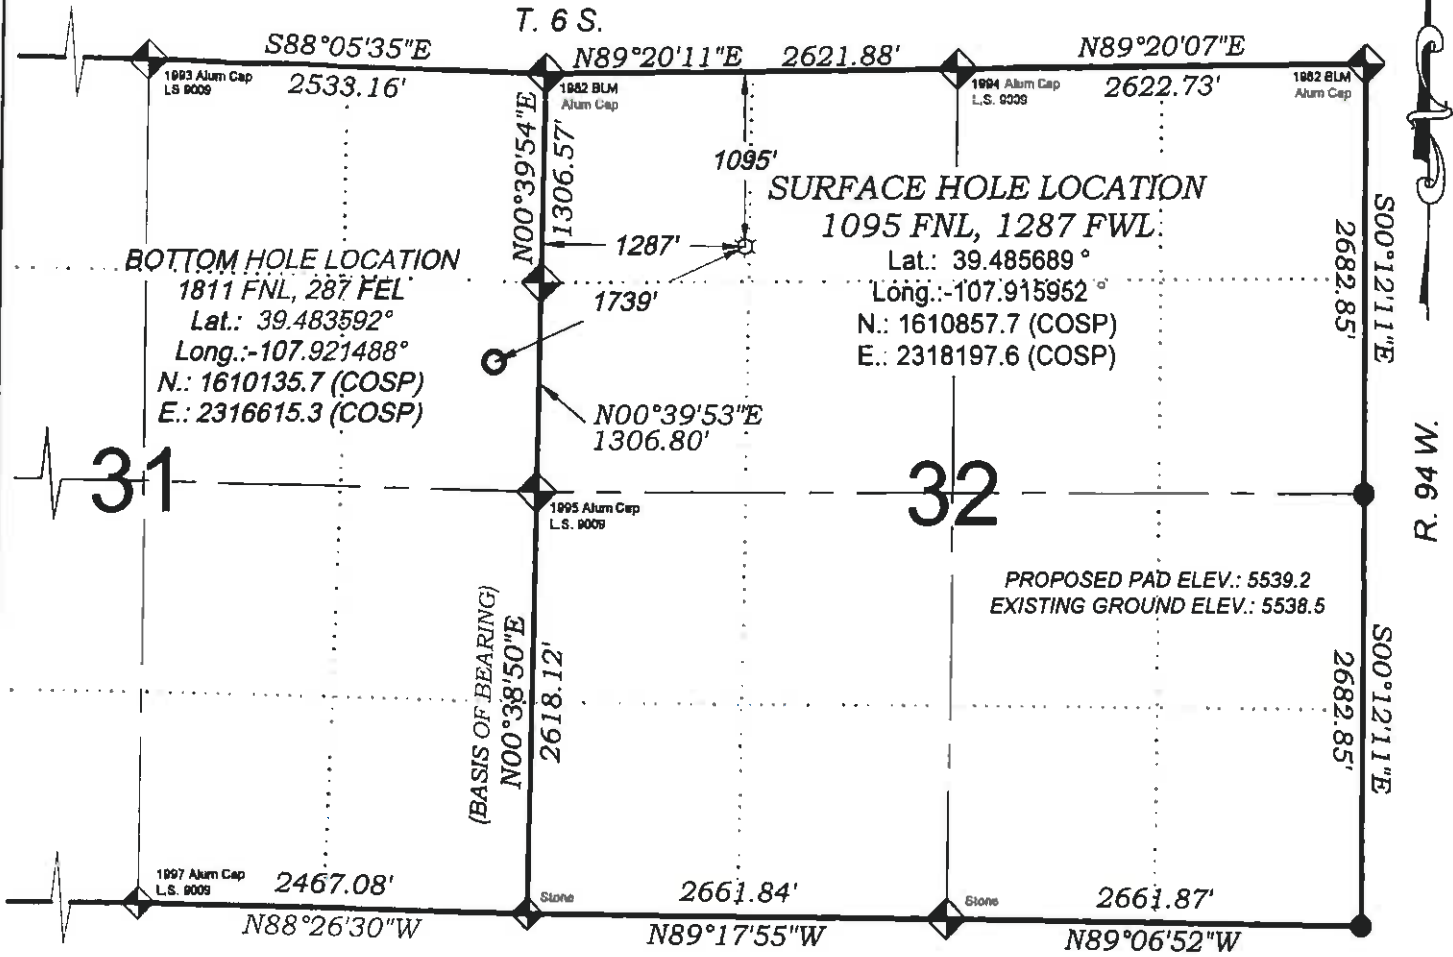 T. 6 S.
S88°05'35"E
2533.16'
N89°20'11"E 2621.88'
N89°20'07"E
2622.73'
1993 Alum Cap
LS 9009
1982 BLM
Alum Cap
1994 Alum Cap
L.S. 9009
1982 BLM
Alum Cap
N00°39'54"E
1306.57'
1095'
SURFACE HOLE LOCATION
1095 FNL, 1287 FWL
Lat.: 39.485689°
Long.:-107.915952°
N.: 1610857.7 (COSP)
E.: 2318197.6 (COSP)
1287'
1739'
BOTTOM HOLE LOCATION
1811 FNL, 287 FEL
Lat.: 39.483592°
Long.:-107.921488°
N.: 1610135.7 (COSP)
E.: 2316615.3 (COSP)
S00°12'11"E
2682.85'
N00°39'53"E
1306.80'
R. 94 W.
31
32
1995 Alum Cap
L.S. 9009
PROPOSED PAD ELEV.: 5539.2
EXISTING GROUND ELEV.: 5538.5
(BASIS OF BEARING)
N00°38'50"E
2618.12'
S00°12'11"E
2682.85'
1997 Alum Cap
L.S. 9009
2467.08'
N88°26'30"W
Stone
2661.84'
N89°17'55"W
Stone
2661.87'
N89°06'52"W